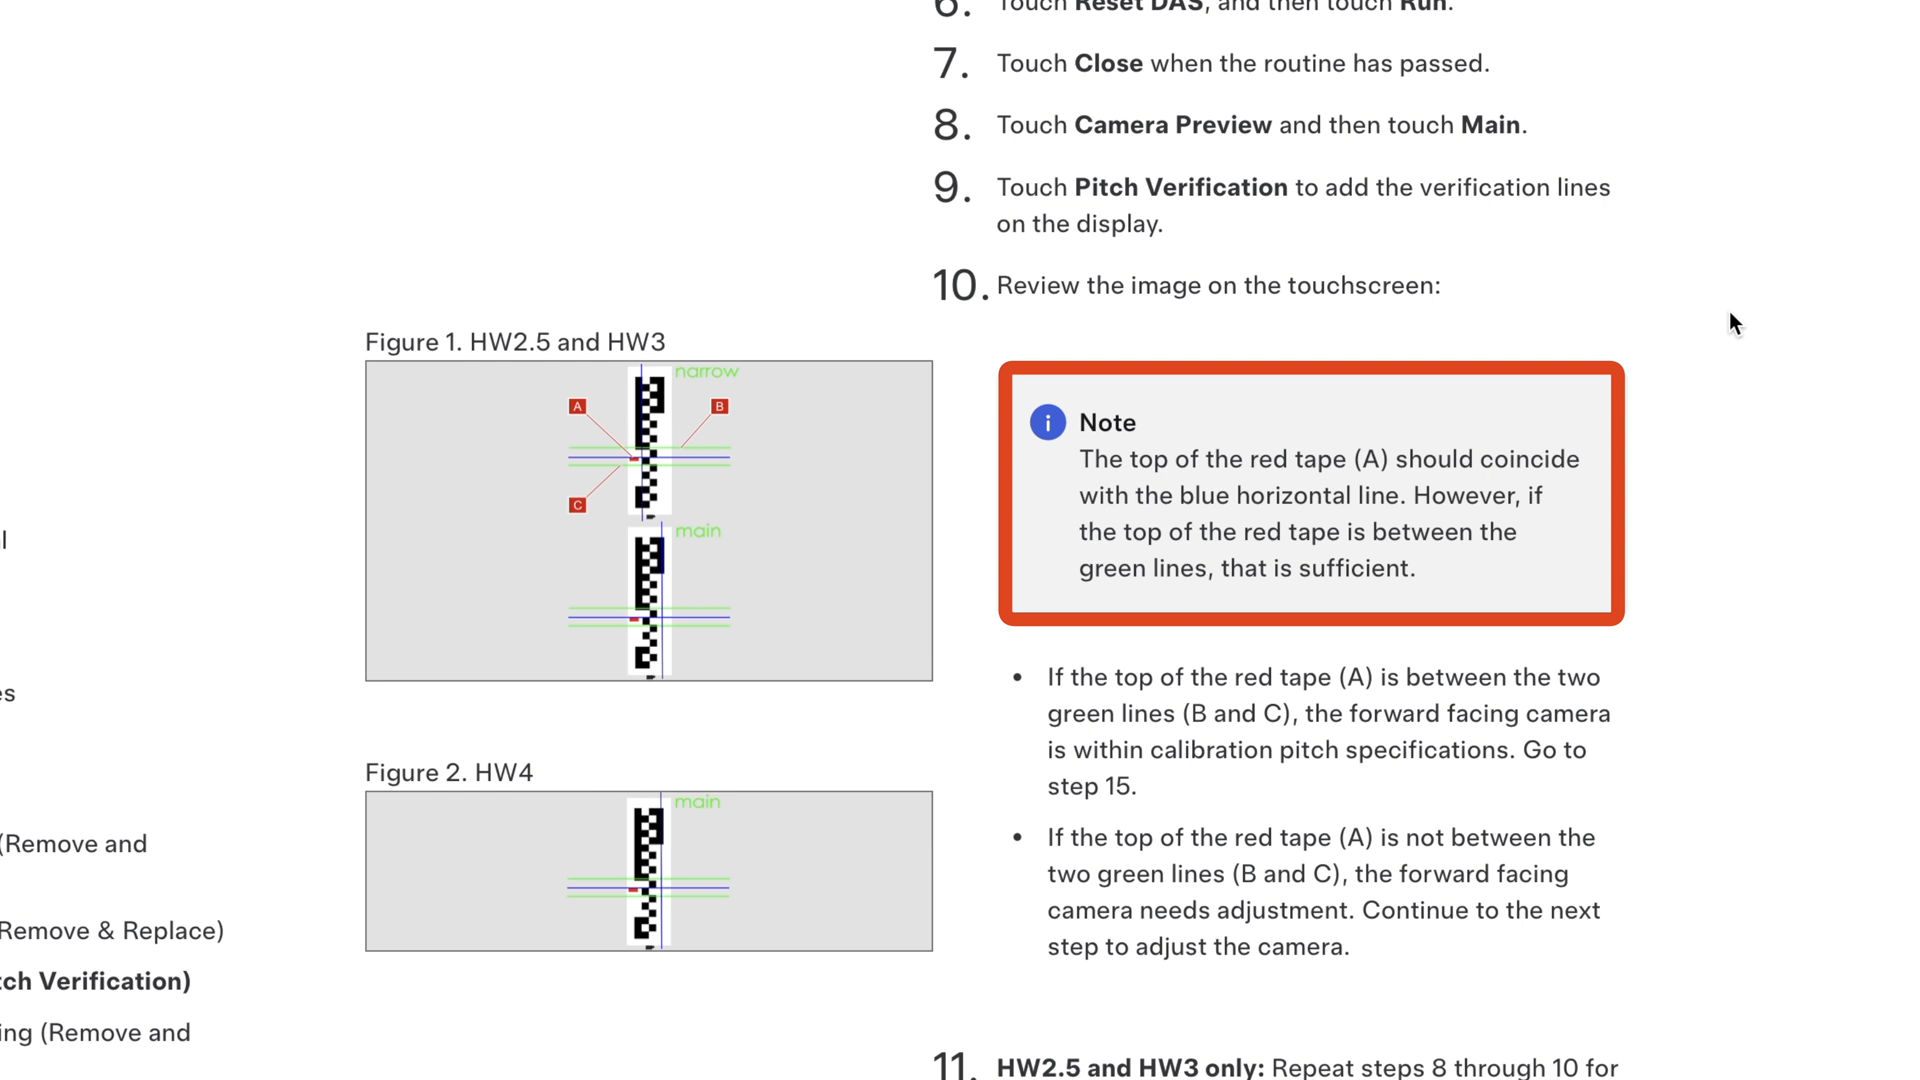 6. Touch Reset DAS, and then touch Run.
7. Touch Close when the routine has passed.
8. Touch Camera Preview and then touch Main.
9. Touch Pitch Verification to add the verification lines
on the display.
10. Review the image on the touchscreen:
Figure 1. HW2.5 and HW3
narrow
A
B
C
main
Note
The top of the red tape (A) should coincide
with the blue horizontal line. However, if
the top of the red tape is between the
green lines, that is sufficient.
If the top of the red tape (A) is between the two
green lines (B and C), the forward facing camera
is within calibration pitch specifications. Go to
step 15.
Figure 2. HW4
main
If the top of the red tape (A) is not between the
two green lines (B and C), the forward facing
camera needs adjustment. Continue to the next
step to adjust the camera.
(Remove and
Remove & Replace)
tch Verification)
ing (Remove and
11. HW2.5 and HW3 only: Repeat steps 8 through 10 for